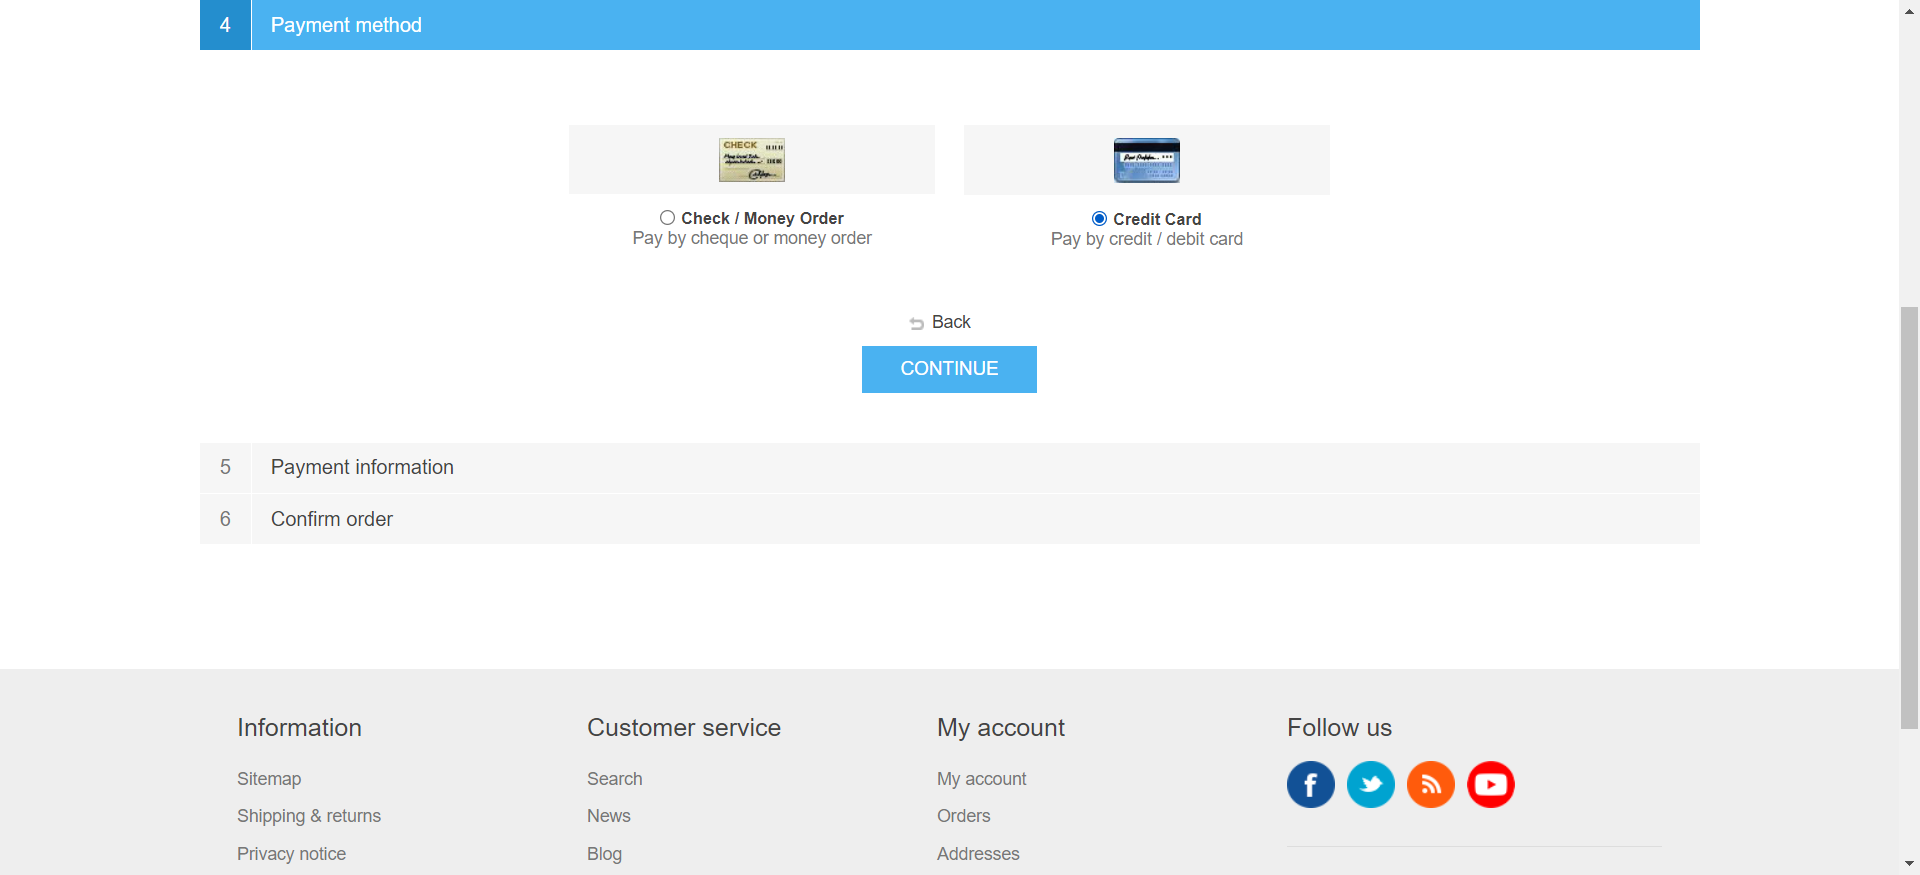 4 Payment method
CHECK
Check / Money Order
Pay by cheque or money order
Credit Card
Pay by credit / debit card
Back
CONTINUE
5 Payment information
6 Confirm order
Information Customer service My account Follow us
Sitemap Search My account
Shipping & returns News Orders
Privacy notice Blog Addresses